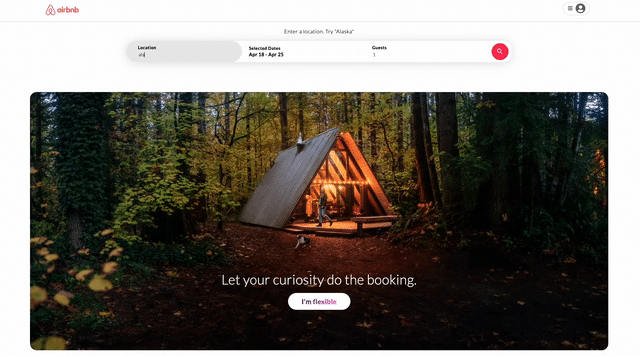 airbnb
Enter a location. Try "Alaska"
Location
ala
Selected Dates
Apr 18 - Apr 25
Guests
1
Let your curiosity do the booking.
I'm flexible